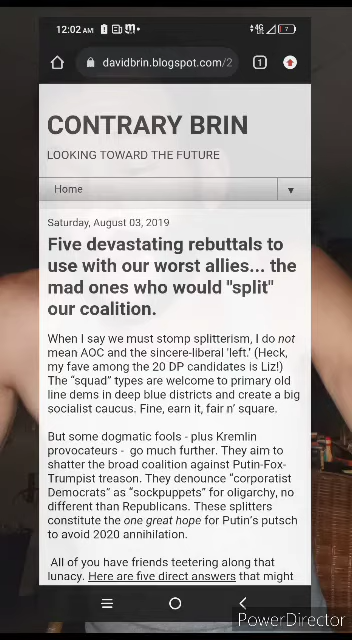 12:02 AM
4G
7
davidbrin.blogspot.com/2
1
CONTRARY BRIN
LOOKING TOWARD THE FUTURE
Home ▼
Saturday, August 03, 2019
Five devastating rebuttals to
use with our worst allies... the
mad ones who would "split"
our coalition.
When I say we must stomp splitterism, I do not
mean AOC and the sincere-liberal 'left.' (Heck,
my fave among the 20 DP candidates is Liz!)
The “squad” types are welcome to primary old
line dems in deep blue districts and create a big
socialist caucus. Fine, earn it, fair n’ square.
But some dogmatic fools - plus Kremlin
provocateurs - go much further. They aim to
shatter the broad coalition against Putin-Fox-
Trumpist treason. They denounce “corporatist
Democrats” as “sockpuppets” for oligarchy, no
different than Republicans. These splitters
constitute the one great hope for Putin’s putsch
to avoid 2020 annihilation.
All of you have friends teetering along that
lunacy. Here are five direct answers that might
PowerDirector